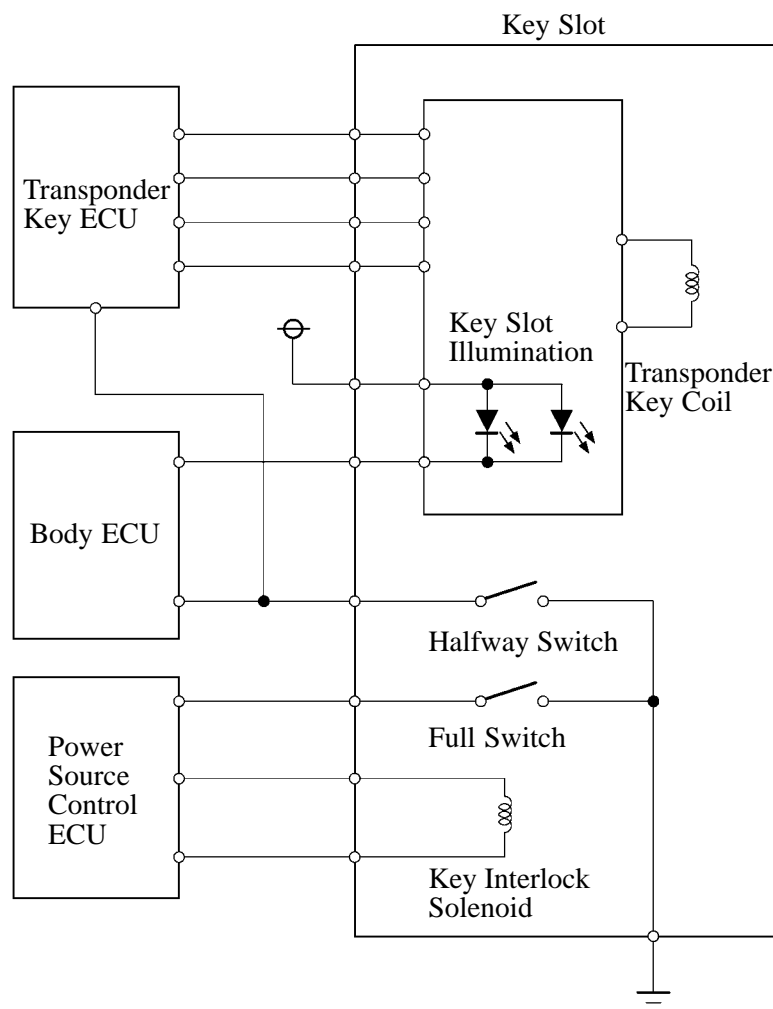 Key Slot
Transponder
Key ECU
Key Slot
Illumination
Transponder
Key Coil
Body ECU
Halfway Switch
Full Switch
Power
Source
Control
ECU
Key Interlock
Solenoid